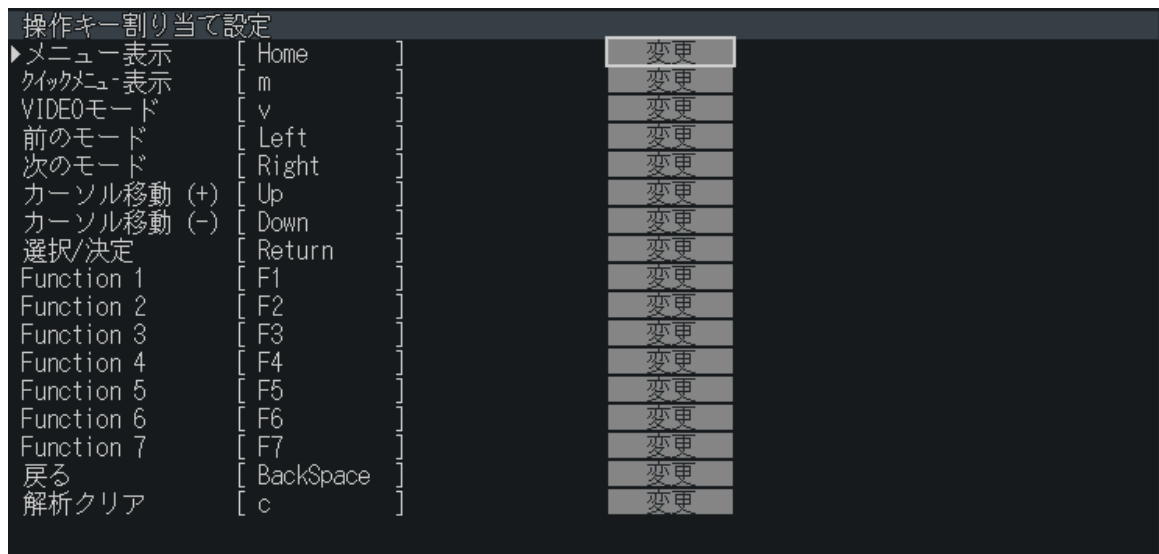 操作キー割り当て設定
▶メニュー表示 [ Home ] 変更
クイックメニュー表示 [ m ] 変更
VIDEOモード [ v ] 変更
前のモード [ Left ] 変更
次のモード [ Right ] 変更
カーソル移動 (+) [ Up ] 変更
カーソル移動 (-) [ Down ] 変更
選択/決定 [ Return ] 変更
Function 1 [ F1 ] 変更
Function 2 [ F2 ] 変更
Function 3 [ F3 ] 変更
Function 4 [ F4 ] 変更
Function 5 [ F5 ] 変更
Function 6 [ F6 ] 変更
Function 7 [ F7 ] 変更
戻る [ BackSpace ] 変更
解析クリア [ c ] 変更